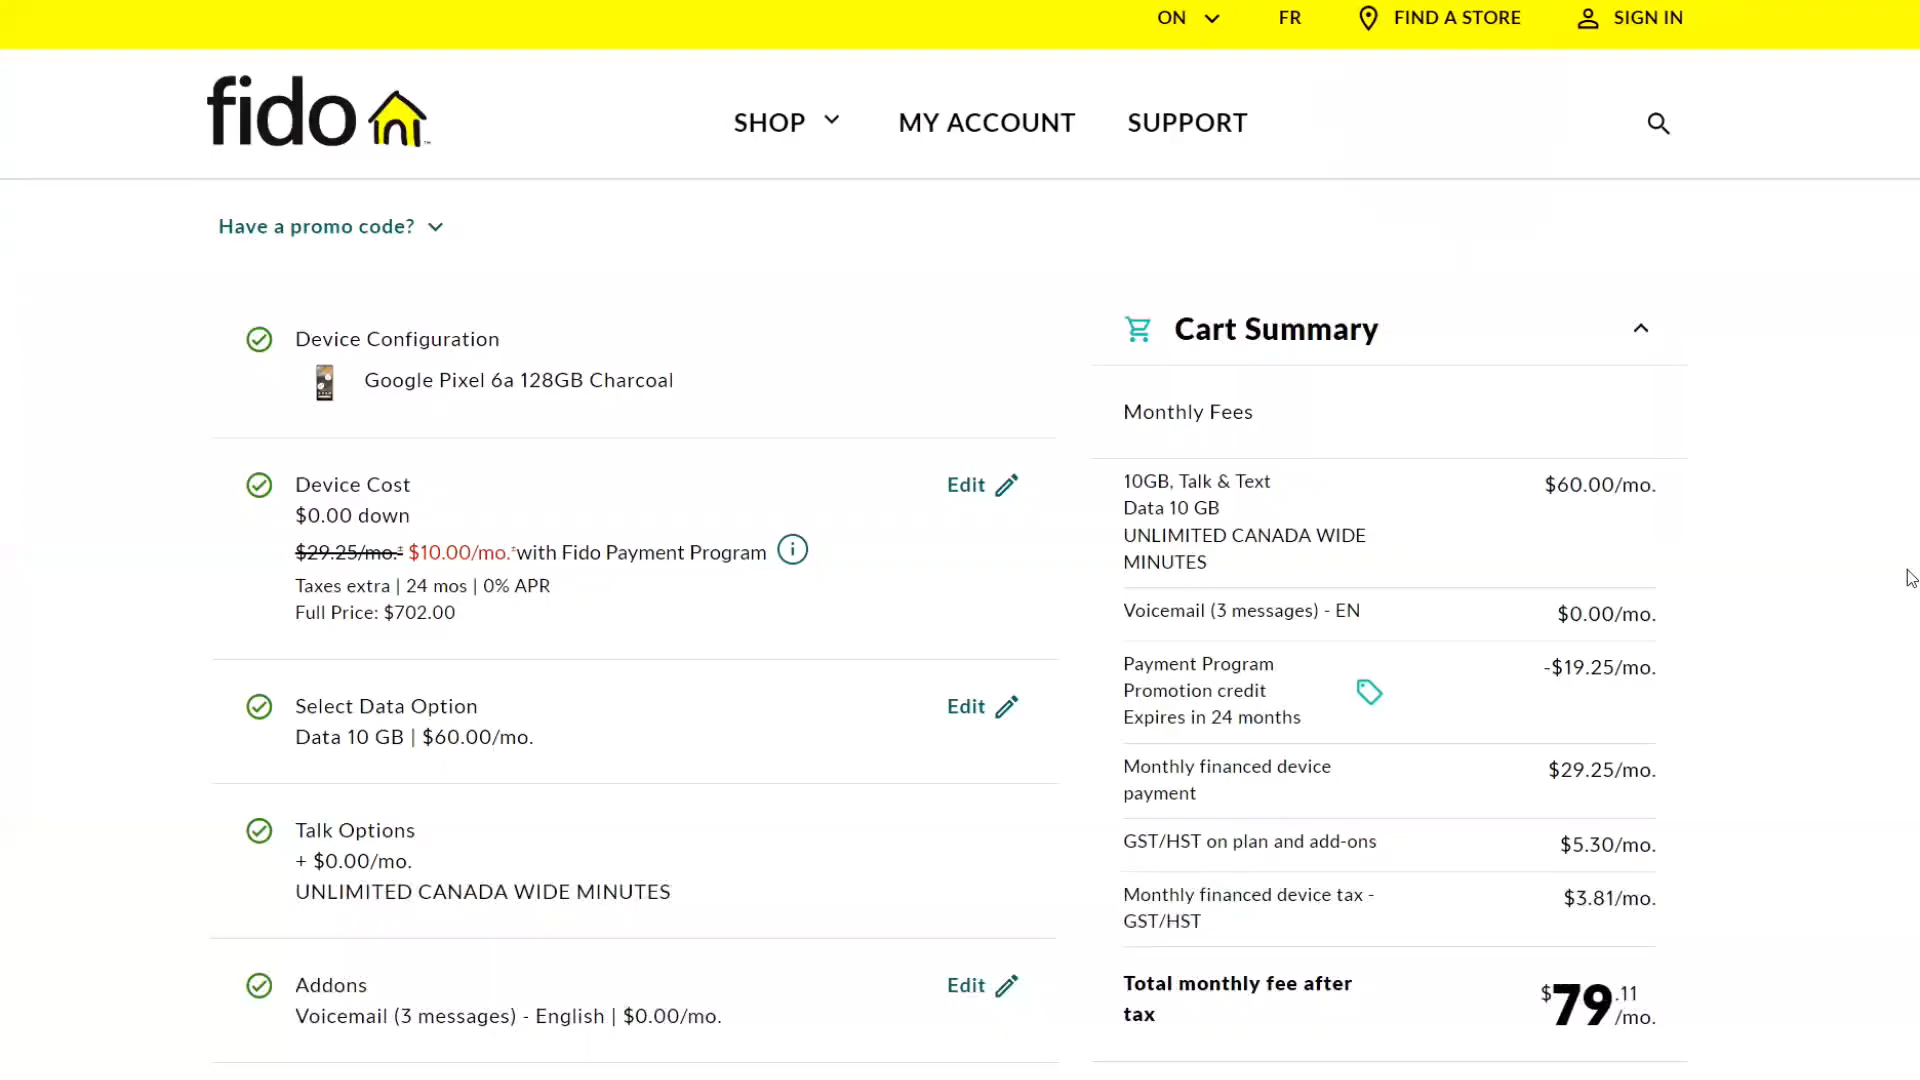 ON
FR
FIND A STORE
SIGN IN
fido
SHOP
MY ACCOUNT
SUPPORT
Have a promo code?
Device Configuration
Google Pixel 6a 128GB Charcoal
Device Cost
Edit
$0.00 down
$29.25/mo.‡ $10.00/mo.‡with Fido Payment Program
Taxes extra | 24 mos | 0% APR
Full Price: $702.00
Select Data Option
Edit
Data 10 GB | $60.00/mo.
Talk Options
+ $0.00/mo.
UNLIMITED CANADA WIDE MINUTES
Addons
Edit
Voicemail (3 messages) - English | $0.00/mo.
Cart Summary
Monthly Fees
10GB, Talk & Text
$60.00/mo.
Data 10 GB
UNLIMITED CANADA WIDE
MINUTES
Voicemail (3 messages) - EN
$0.00/mo.
Payment Program
-$19.25/mo.
Promotion credit
Expires in 24 months
Monthly financed device
$29.25/mo.
payment
GST/HST on plan and add-ons
$5.30/mo.
Monthly financed device tax -
$3.81/mo.
GST/HST
Total monthly fee after
tax
$79.11
/mo.